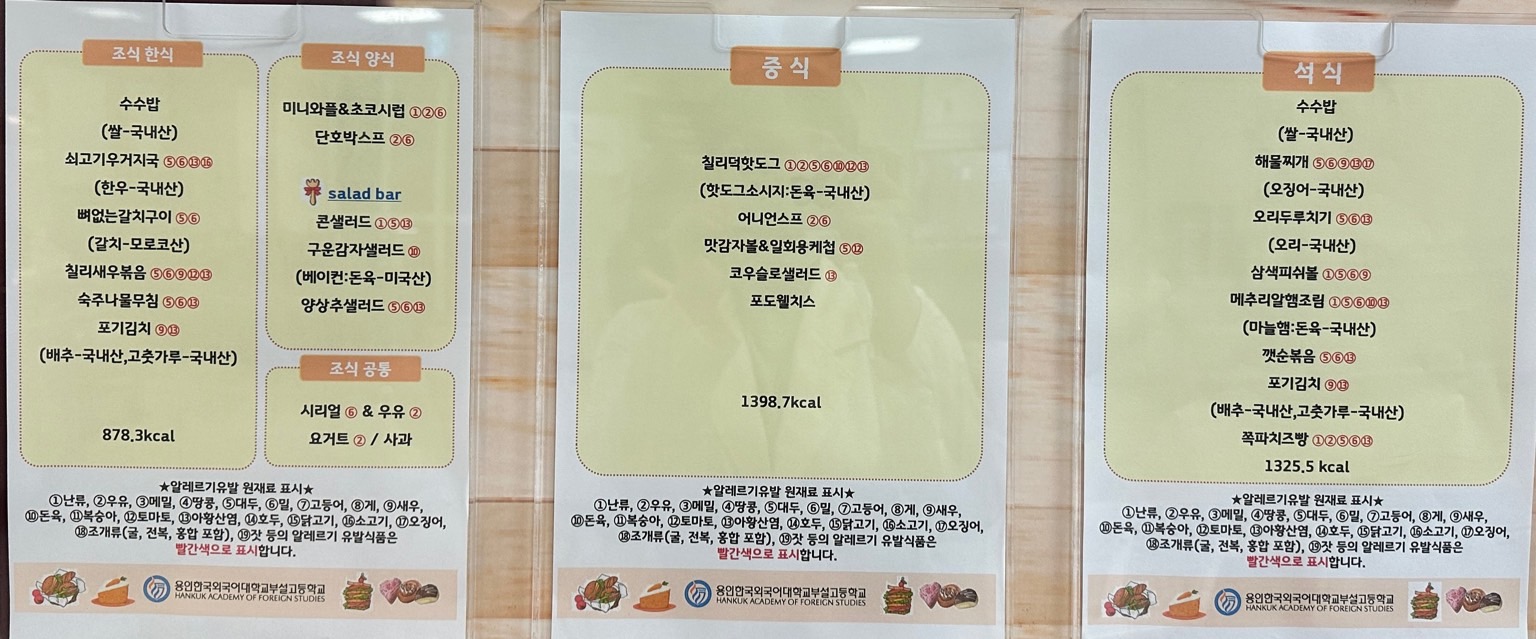 조식 한식
수수밥
(쌀-국내산)
쇠고기우거지국 ⑤⑥⑬⑯
(한우-국내산)
뼈없는갈치구이 ⑤⑥
(갈치-모로코산)
칠리새우볶음 ⑤⑥⑨⑫⑬
숙주나물무침 ⑤⑥⑬
포기김치 ⑨⑬
(배추-국내산,고춧가루-국내산)
878.3kcal
조식 양식
미니와플&초코시럽 ①②⑥
단호박스프 ②⑥
salad bar
콘샐러드 ①⑤⑬
구운감자샐러드 ⑩
(베이컨:돈육-미국산)
양상추샐러드 ⑤⑥⑬
조식 공통
시리얼 ⑥ & 우유 ②
요거트 ② / 사과
★알레르기유발 원재료 표시★
①난류, ②우유, ③메밀, ④땅콩, ⑤대두, ⑥밀, ⑦고등어, ⑧게, ⑨새우,
⑩돈육, ⑪복숭아, ⑫토마토, ⑬아황산염, ⑭호두, ⑮닭고기, ⑯소고기, ⑰오징어,
⑱조개류(굴, 전복, 홍합 포함), ⑲잣 등의 알레르기 유발식품은
빨간색으로 표시합니다.
용인한국외국어대학교부설고등학교
HANKUK ACADEMY OF FOREIGN STUDIES
중식
칠리덕핫도그 ①②⑤⑥⑩⑫⑬
(핫도그소시지:돈육-국내산)
어니언스프 ②⑥
맛감자볼&일회용케첩 ⑤⑫
코우슬로샐러드 ⑬
포도웰치스
1398.7kcal
★알레르기유발 원재료 표시★
①난류, ②우유, ③메밀, ④땅콩, ⑤대두, ⑥밀, ⑦고등어, ⑧게, ⑨새우,
⑩돈육, ⑪복숭아, ⑫토마토, ⑬아황산염, ⑭호두, ⑮닭고기, ⑯소고기, ⑰오징어,
⑱조개류(굴, 전복, 홍합 포함), ⑲잣 등의 알레르기 유발식품은
빨간색으로 표시합니다.
용인한국외국어대학교부설고등학교
HANKUK ACADEMY OF FOREIGN STUDIES
석식
수수밥
(쌀-국내산)
해물찌개 ⑤⑥⑨⑬⑰
(오징어-국내산)
오리두루치기 ⑤⑥⑬
(오리-국내산)
삼색피쉬볼 ①⑤⑥⑨
메추리알햄조림 ①⑤⑥⑩⑬
(마늘햄:돈육-국내산)
깻순볶음 ⑤⑥⑬
포기김치 ⑨⑬
(배추-국내산,고춧가루-국내산)
쪽파치즈빵 ①②⑤⑥⑬
1325.5 kcal
★알레르기유발 원재료 표시★
①난류, ②우유, ③메밀, ④땅콩, ⑤대두, ⑥밀, ⑦고등어, ⑧게, ⑨새우,
⑩돈육, ⑪복숭아, ⑫토마토, ⑬아황산염, ⑭호두, ⑮닭고기, ⑯소고기, ⑰오징어,
⑱조개류(굴, 전복, 홍합 포함), ⑲잣 등의 알레르기 유발식품은
빨간색으로 표시합니다.
용인한국외국어대학교부설고등학교
HANKUK ACADEMY OF FOREIGN STUDIES